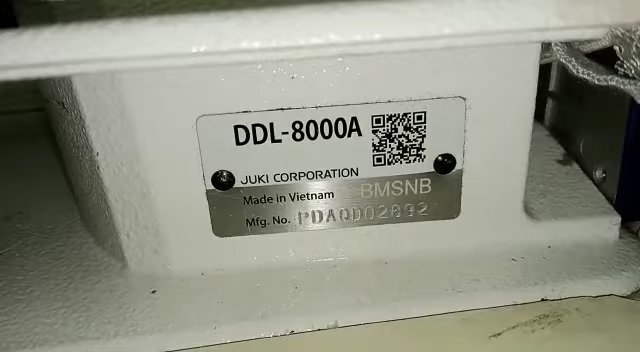 DDL-8000A
JUKI CORPORATION
Made in Vietnam BMSNB
Mfg. No. PDAQD02892